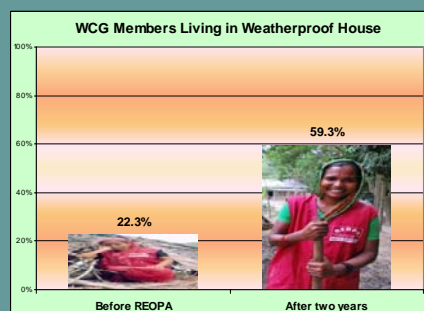 WCG Members Living in Weatherproof House
100%
80%
60%
40%
20%
0%
22.3%
59.3%
Before REOPA
After two years